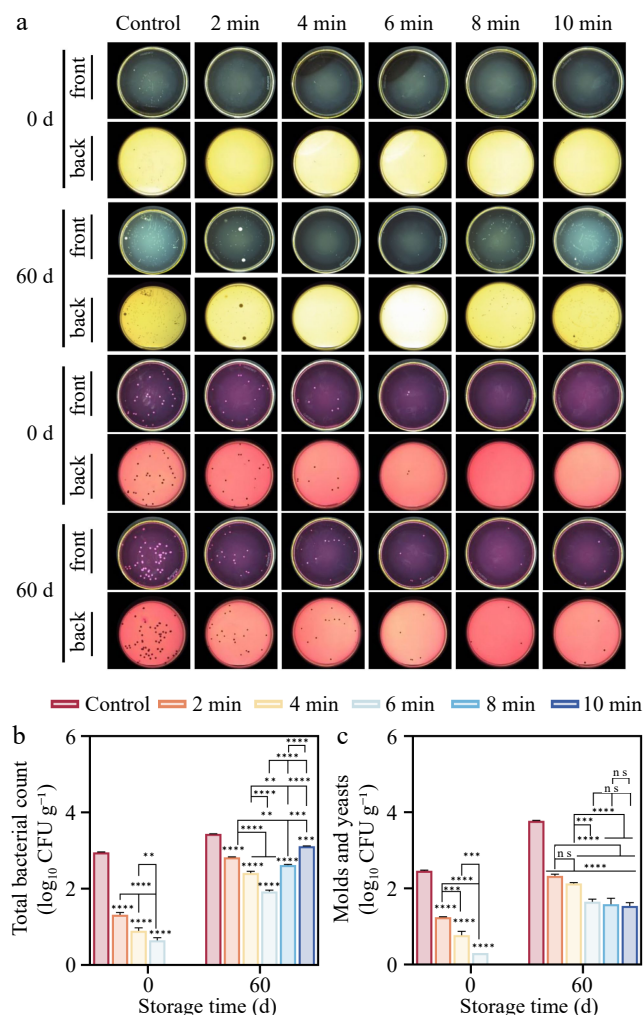 a
Control 2 min 4 min 6 min 8 min 10 min
front
0 d
back
front
60 d
back
front
0 d
back
front
60 d
back
Control 2 min 4 min 6 min 8 min 10 min
b
Total bacterial count
(log₁₀ CFU g⁻¹)
6
4
2
0
**** **** ****
**** **
**** **** **** **** ***
**** ** ***
**** ** ****
**** ****
0 60
Storage time (d)
c
Molds and yeasts
(log₁₀ CFU g⁻¹)
6
4
2
0
**** **** ****
*** **** ***
****
n s ****
*** ****
n s n s
0 60
Storage time (d)